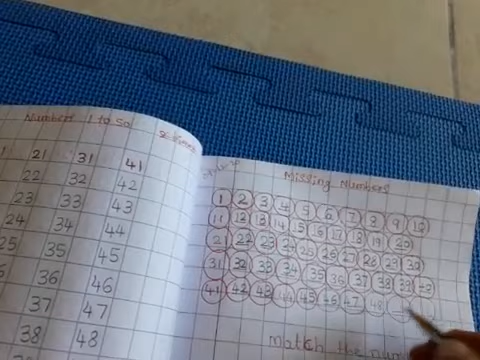 Numbers 1 to 50
21 31 41
22 32 42
23 33 43
24 34 44
25 35 45
36 46
37 47
38 48
Missing Numbers
1 2 3 4 5 6 7 8 9 10
11 12 13 14 15 16 17 18 19 20
21 22 23 24 25 26 27 28 29 30
31 32 33 34 35 36 37 38 39
41 42 43 44 45 46 47 48
Match the